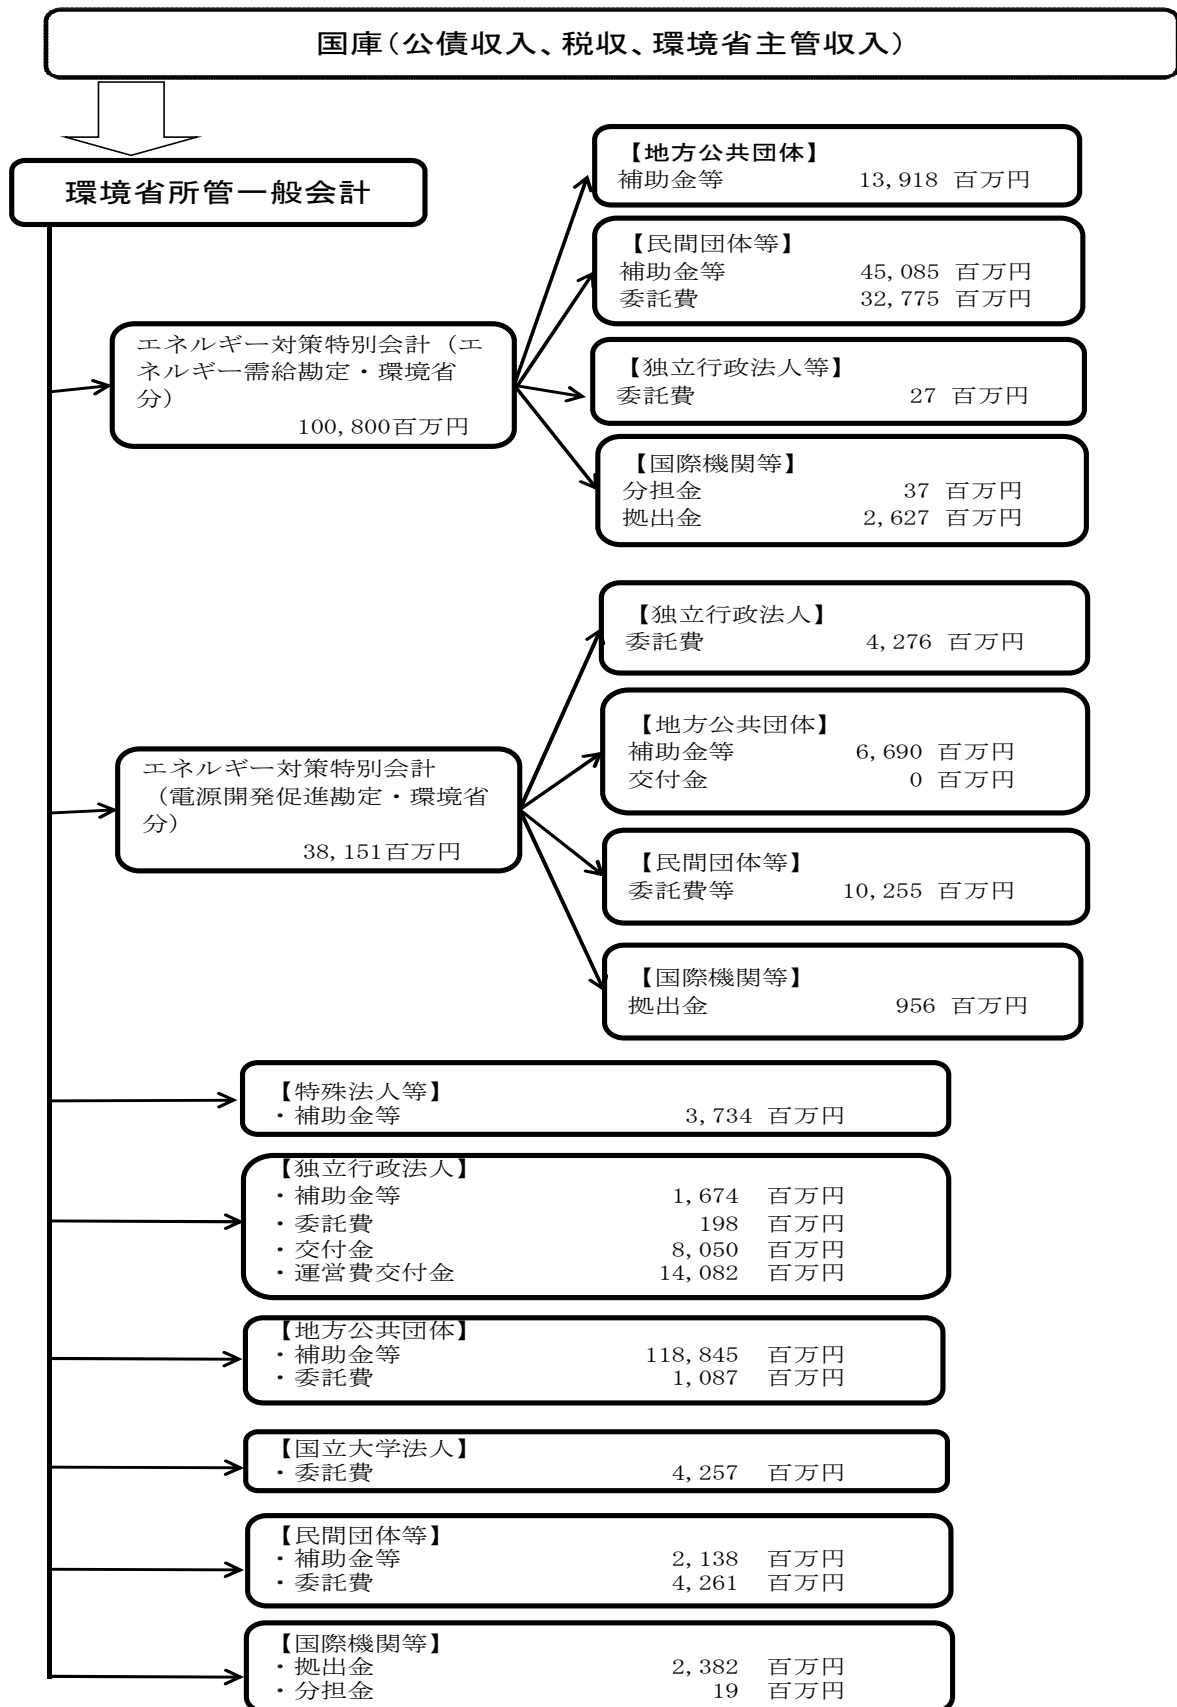 国庫(公債収入、税収、環境省主管収入)
環境省所管一般会計
【地方公共団体】
補助金等 13,918 百万円
【民間団体等】
補助金等 45,085 百万円
委託費 32,775 百万円
エネルギー対策特別会計（エ
ネルギー需給勘定・環境省
分）
100,800百万円
【独立行政法人等】
委託費 27 百万円
【国際機関等】
分担金 37 百万円
拠出金 2,627 百万円
【独立行政法人】
委託費 4,276 百万円
【地方公共団体】
補助金等 6,690 百万円
交付金 0 百万円
エネルギー対策特別会計
（電源開発促進勘定・環境省
分）
38,151百万円
【民間団体等】
委託費等 10,255 百万円
【国際機関等】
拠出金 956 百万円
【特殊法人等】
・補助金等 3,734 百万円
【独立行政法人】
・補助金等 1,674 百万円
・委託費 198 百万円
・交付金 8,050 百万円
・運営費交付金 14,082 百万円
【地方公共団体】
・補助金等 118,845 百万円
・委託費 1,087 百万円
【国立大学法人】
・委託費 4,257 百万円
【民間団体等】
・補助金等 2,138 百万円
・委託費 4,261 百万円
【国際機関等】
・拠出金 2,382 百万円
・分担金 19 百万円